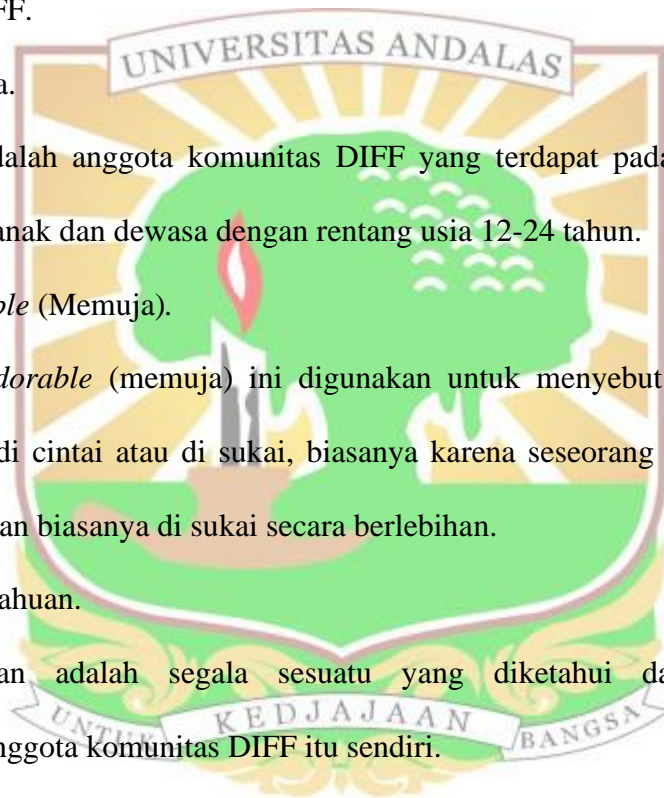 FF.
UNIVERSITAS ANDALAS
a.
dalah anggota komunitas DIFF yang terdapat pada
anak dan dewasa dengan rentang usia 12-24 tahun.
ble (Memuja).
dorable (memuja) ini digunakan untuk menyebut
di cintai atau di sukai, biasanya karena seseorang
an biasanya di sukai secara berlebihan.
ahuan.
an adalah segala sesuatu yang diketahui da
nggota komunitas DIFF itu sendiri.
UNTUK KEDJAJAAN BANGSA